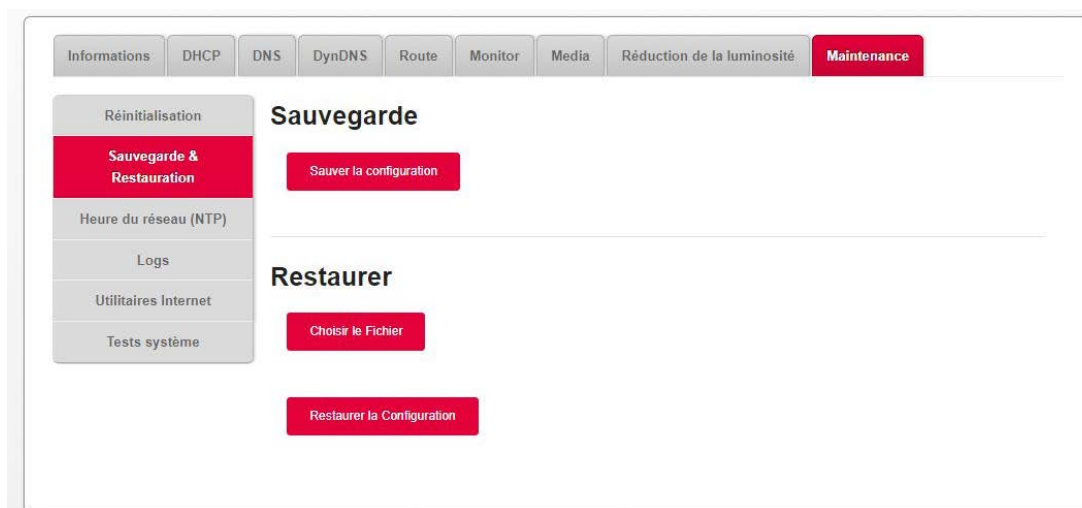 Informations DHCP DNS DynDNS Route Monitor Media Réduction de la luminosité Maintenance
Réinitialisation
Sauvegarde &
Restauration
Heure du réseau (NTP)
Logs
Utilitaires Internet
Tests système
Sauvegarde
Sauver la configuration
Restaurer
Choisir le Fichier
Restaurer la Configuration